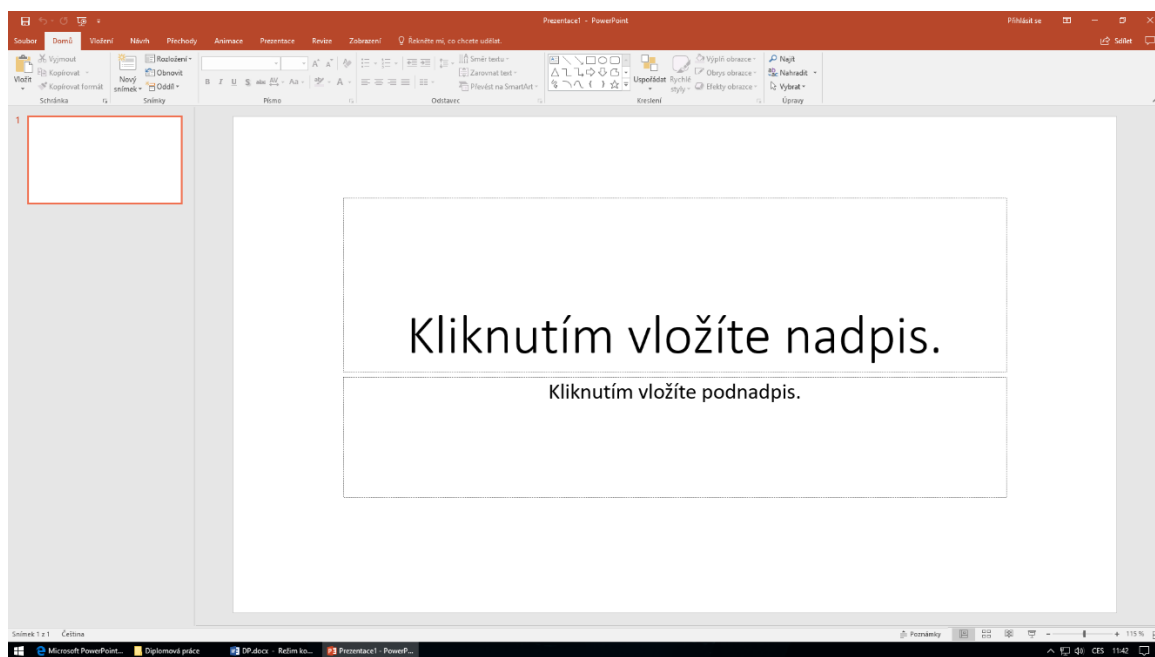 Prezentace1 - PowerPoint
Přihlásit se
Soubor Domů Vložení Návrh Přechody Animace Prezentace Revize Zobrazení Řekněte mi, co chcete udělat. Sdílet
Vložit
Vyjmout
Kopírovat
Kopírovat formát
Schránka
Nový snímek
Rozložení
Obnovit
Oddíl
Snímky
B I U S abc AV Aa A
Písmo
Směr textu
Zarovnat text
Převést na SmartArt
Odstavec
Uspořádat
Rychlé styly
Výplň obrazce
Obrys obrazce
Efekty obrazce
Kreslení
Najít
Nahradit
Vybrat
Úpravy
1
Kliknutím vložíte nadpis.
Kliknutím vložíte podnadpis.
Snímek 1 z 1 Čeština Poznámky 115 %
Microsoft PowerPoint... Diplomová práce DP.docx - Režim ko... Prezentace1 - PowerP... CES 11:42